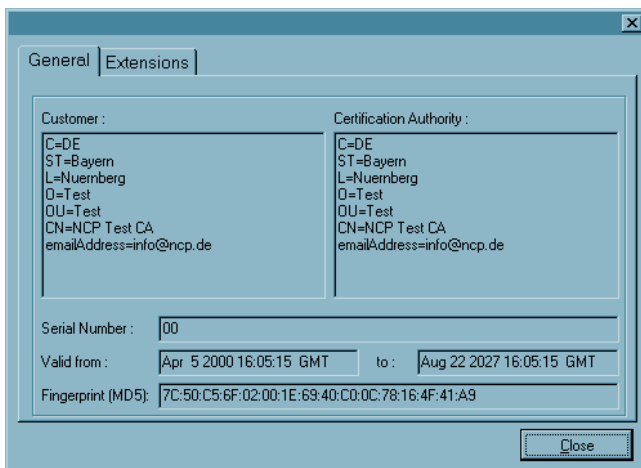 General
Extensions
Customer :
C=DE
ST=Bayern
L=Nuernberg
O=Test
OU=Test
CN=NCP Test CA
emailAddress=info@ncp.de
Certification Authority :
C=DE
ST=Bayern
L=Nuernberg
O=Test
OU=Test
CN=NCP Test CA
emailAddress=info@ncp.de
Serial Number : 00
Valid from : Apr 5 2000 16:05:15 GMT to : Aug 22 2027 16:05:15 GMT
Fingerprint (MD5): 7C:50:C5:6F:02:00:1E:69:40:C0:0C:78:16:4F:41:A9
Close